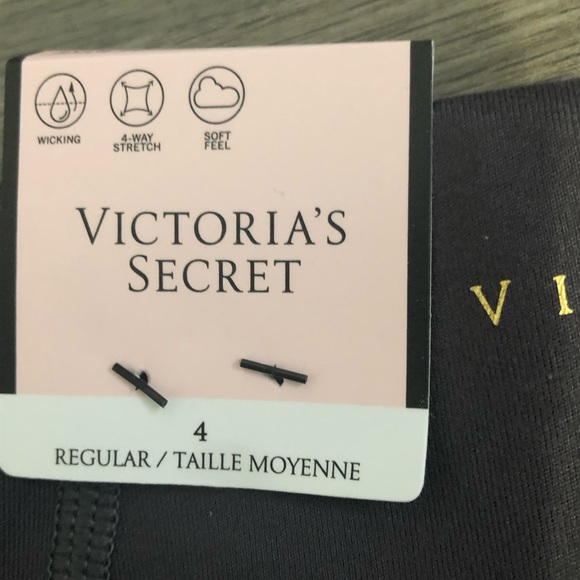 WICKING
4-WAY
STRETCH
SOFT
FEEL
VICTORIA'S
SECRET
4
REGULAR / TAILLE MOYENNE
VI